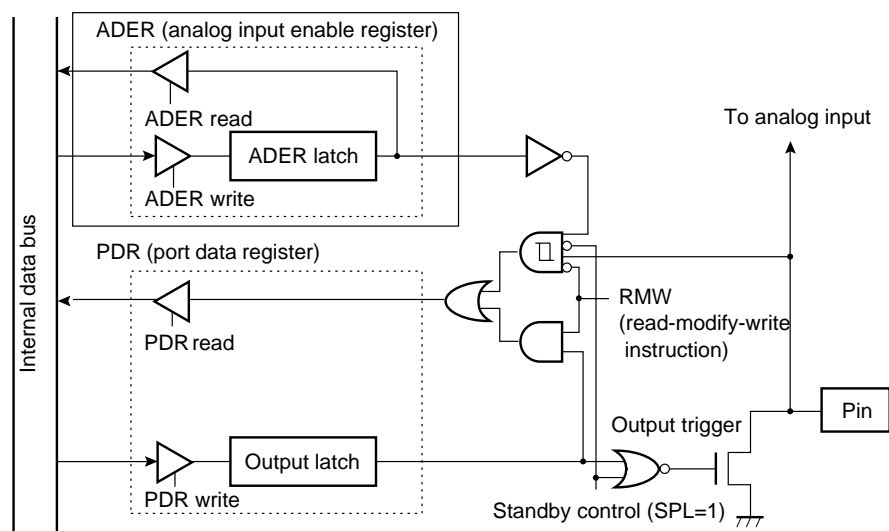 ADER (analog input enable register)
ADER read
ADER latch
ADER write
To analog input
Internal data bus
PDR (port data register)
PDR read
RMW
(read-modify-write
instruction)
Output trigger
Pin
Output latch
PDR write
Standby control (SPL=1)